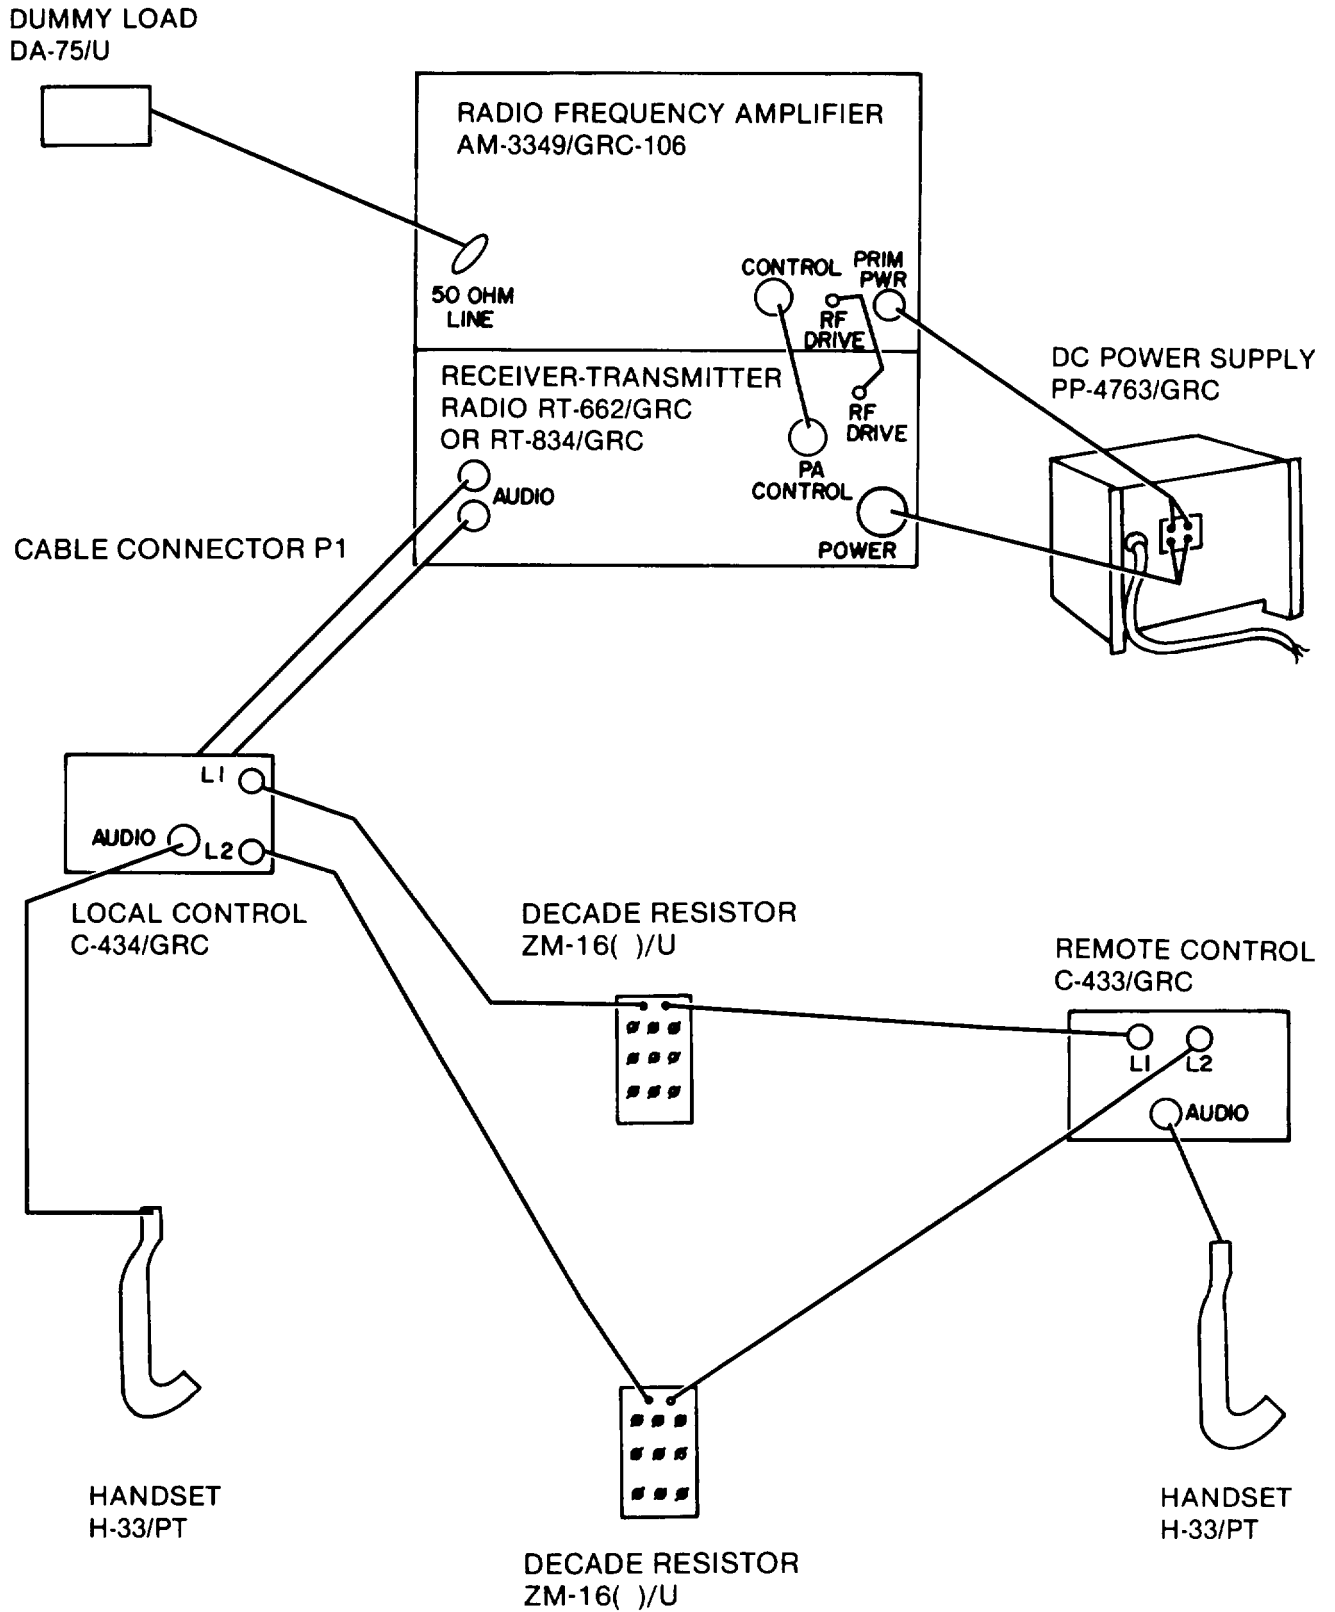 DUMMY LOAD
DA-75/U
RADIO FREQUENCY AMPLIFIER
AM-3349/GRC-106
50 OHM
LINE
CONTROL
PRIM
PWR
RF
DRIVE
RECEIVER-TRANSMITTER
RADIO RT-662/GRC
OR RT-834/GRC
RF
DRIVE
PA
CONTROL
AUDIO
POWER
DC POWER SUPPLY
PP-4763/GRC
CABLE CONNECTOR P1
L1
AUDIO
L2
LOCAL CONTROL
C-434/GRC
DECADE RESISTOR
ZM-16( )/U
REMOTE CONTROL
C-433/GRC
L1
L2
AUDIO
HANDSET
H-33/PT
HANDSET
H-33/PT
DECADE RESISTOR
ZM-16( )/U